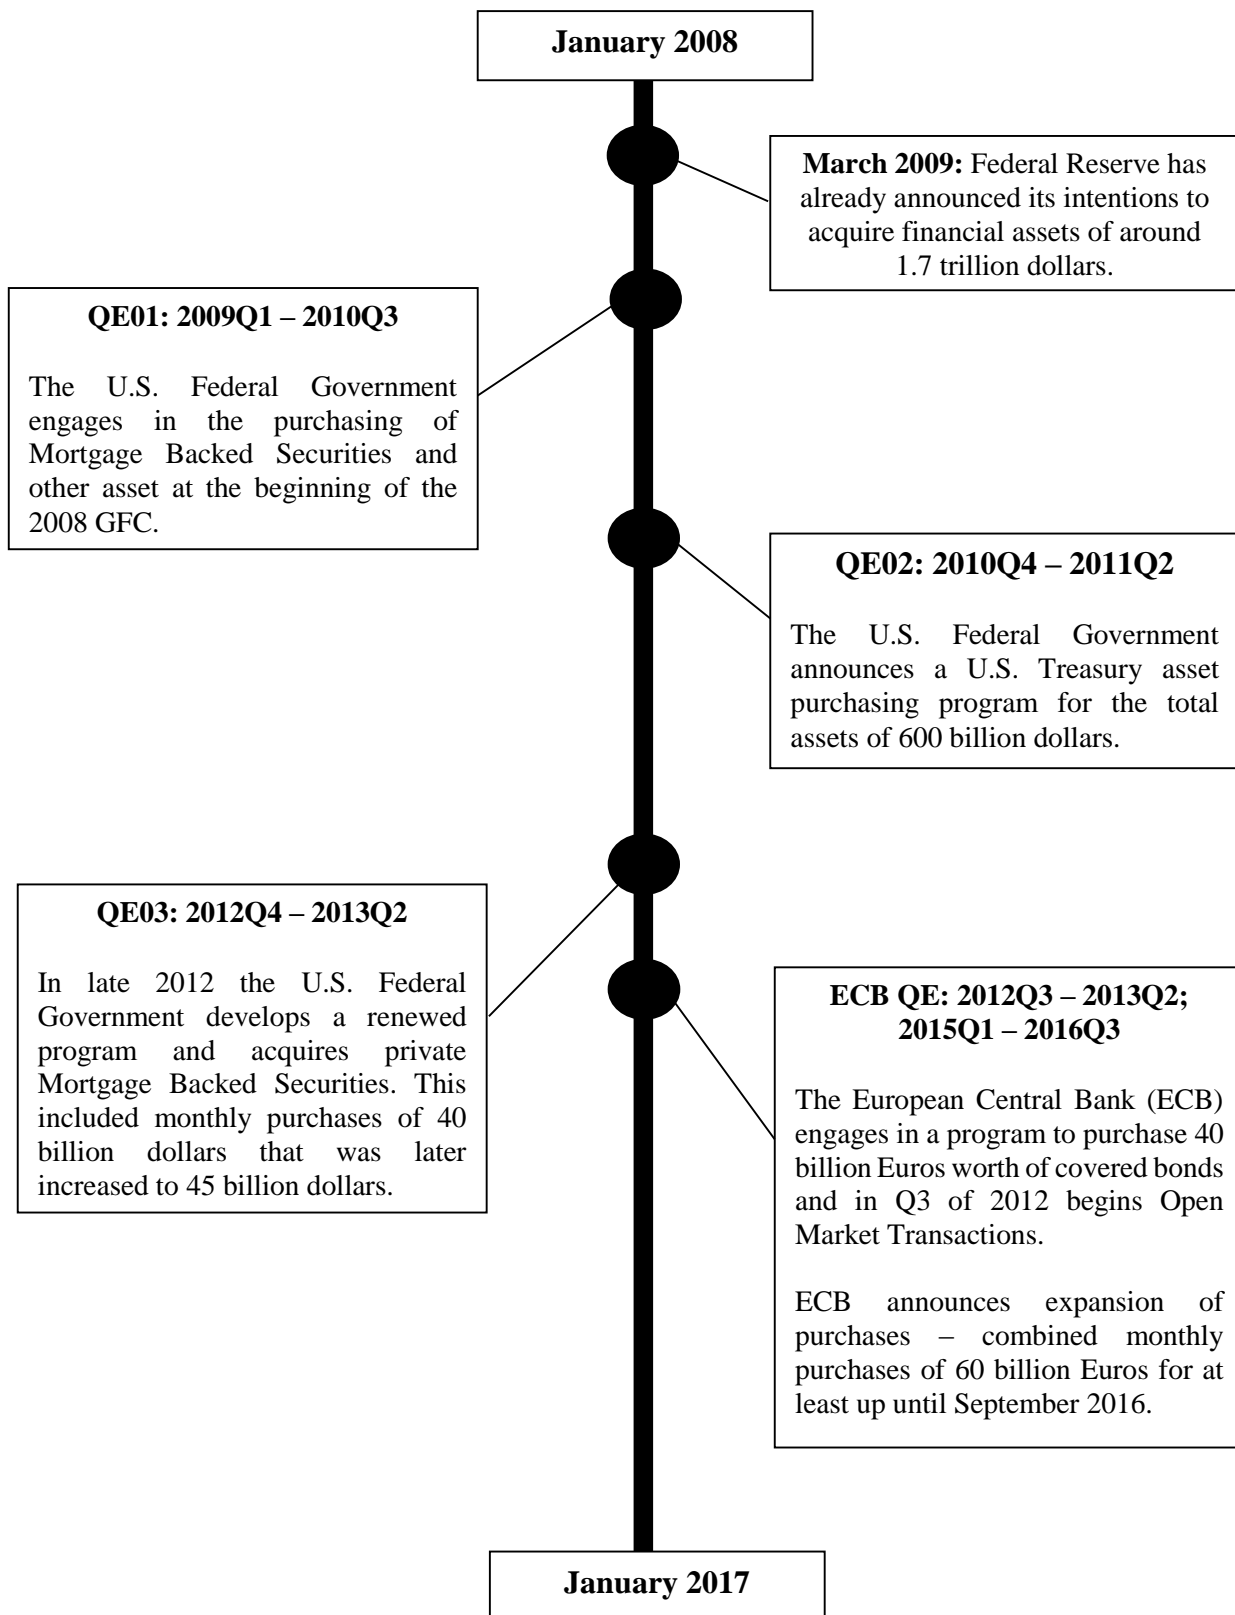 January 2008
March 2009: Federal Reserve has
already announced its intentions to
acquire financial assets of around
1.7 trillion dollars.
QE01: 2009Q1 – 2010Q3
The U.S. Federal Government
engages in the purchasing of
Mortgage Backed Securities and
other asset at the beginning of the
2008 GFC.
QE02: 2010Q4 – 2011Q2
The U.S. Federal Government
announces a U.S. Treasury asset
purchasing program for the total
assets of 600 billion dollars.
QE03: 2012Q4 – 2013Q2
In late 2012 the U.S. Federal
Government develops a renewed
program and acquires private
Mortgage Backed Securities. This
included monthly purchases of 40
billion dollars that was later
increased to 45 billion dollars.
ECB QE: 2012Q3 – 2013Q2;
2015Q1 – 2016Q3
The European Central Bank (ECB)
engages in a program to purchase 40
billion Euros worth of covered bonds
and in Q3 of 2012 begins Open
Market Transactions.
ECB announces expansion of
purchases – combined monthly
purchases of 60 billion Euros for at
least up until September 2016.
January 2017